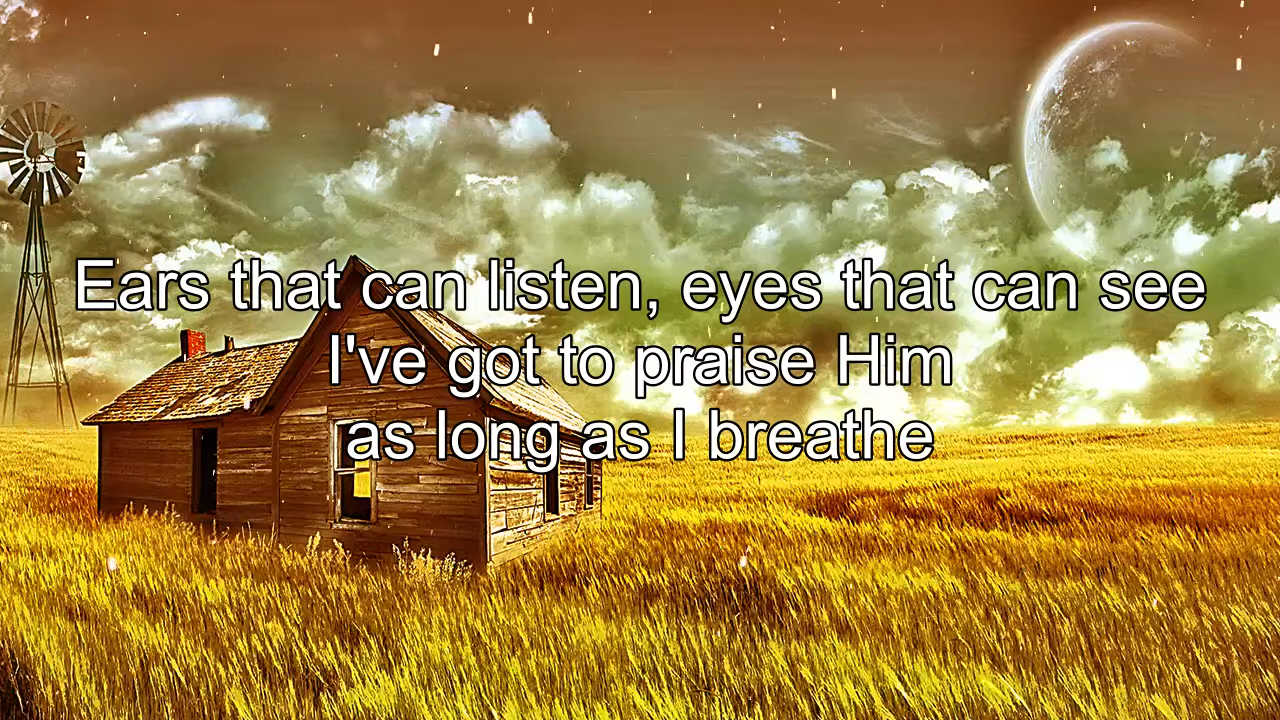 Ears that can listen, eyes that can see
I've got to praise Him
as long as I breathe